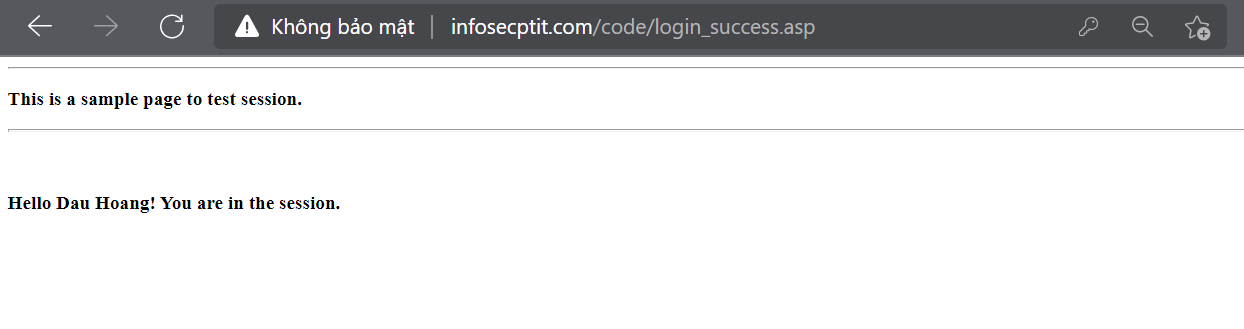 Không bảo mật | infosecptit.com/code/login_success.asp
This is a sample page to test session.
Hello Dau Hoang! You are in the session.